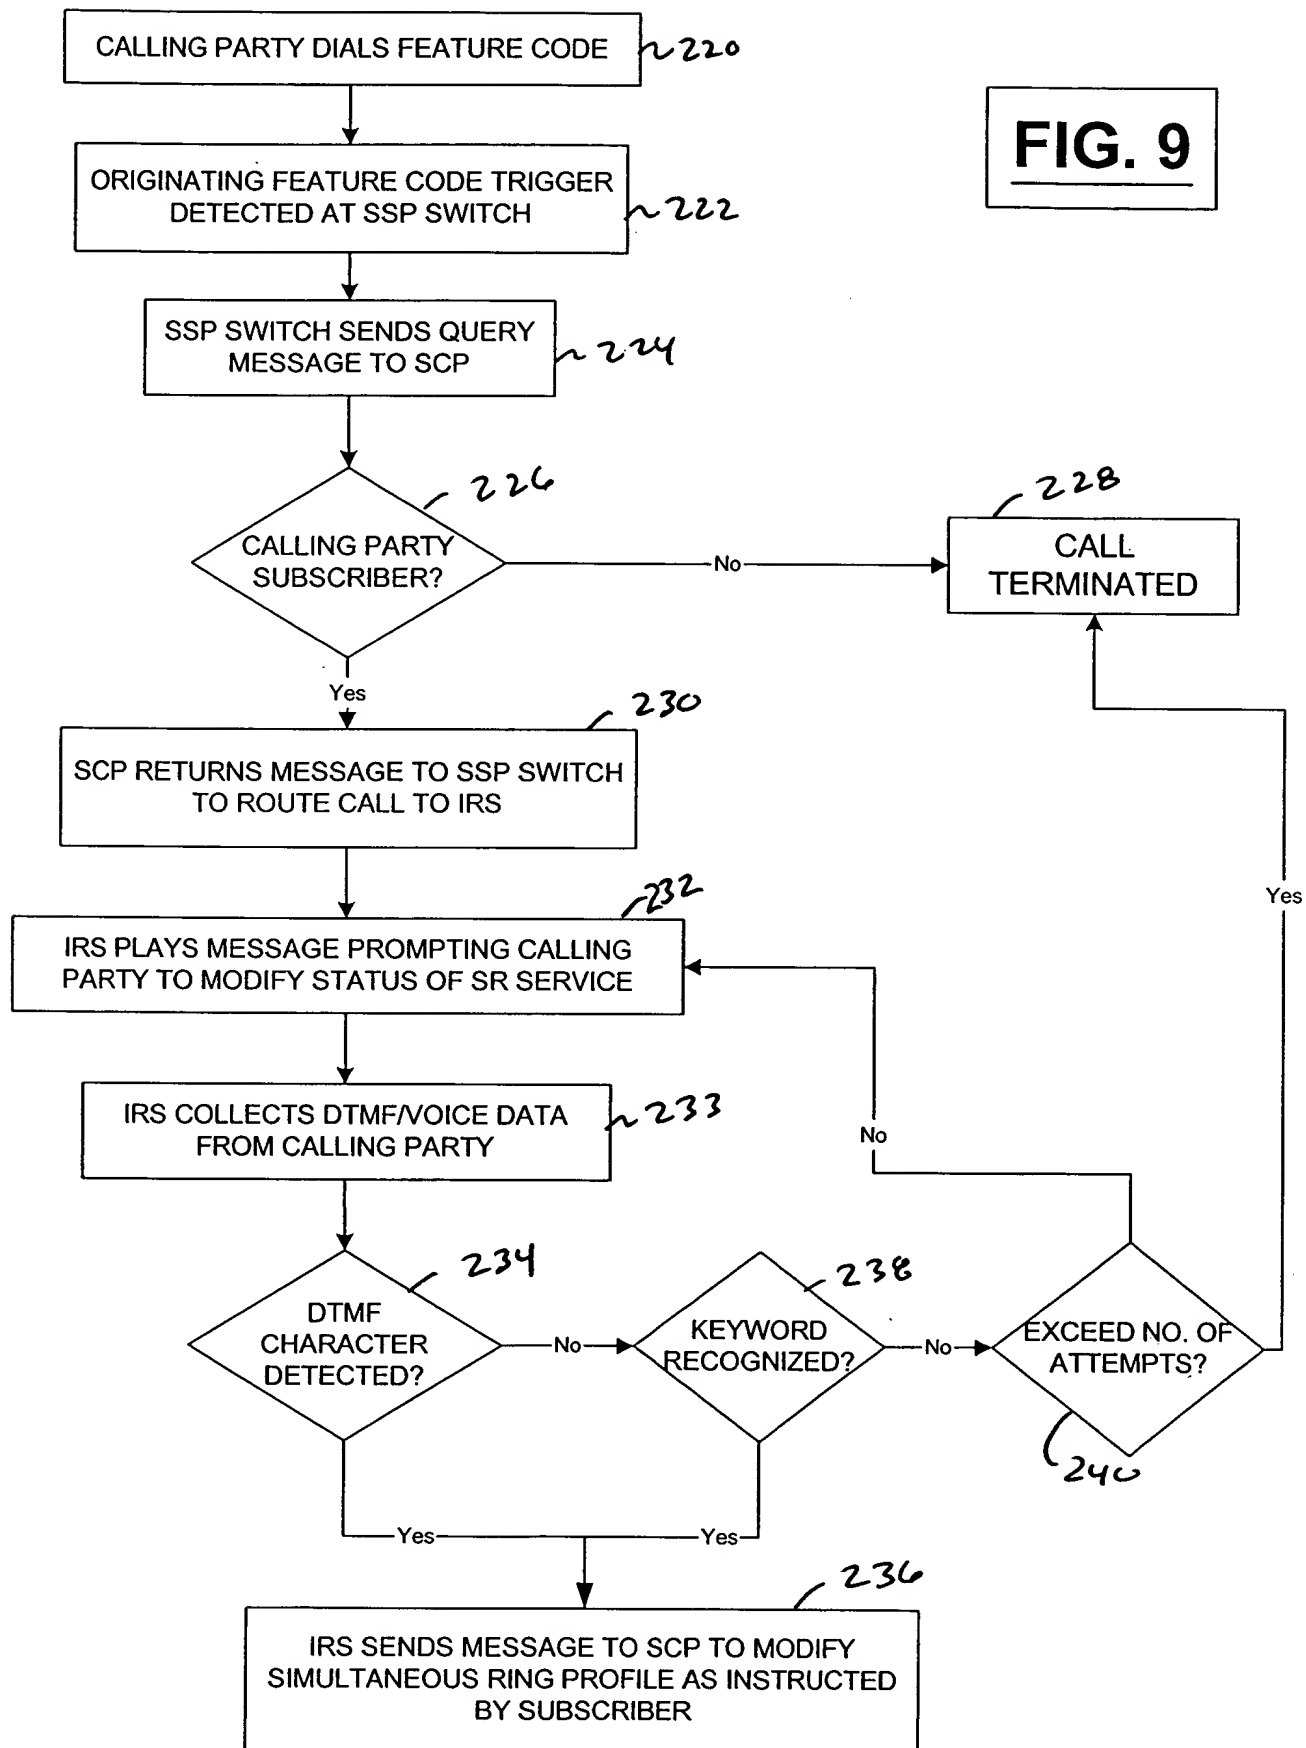 CALLING PARTY DIALS FEATURE CODE
220
FIG. 9
ORIGINATING FEATURE CODE TRIGGER
DETECTED AT SSP SWITCH
222
SSP SWITCH SENDS QUERY
MESSAGE TO SCP
224
226
CALLING PARTY
SUBSCRIBER?
No
228
CALL
TERMINATED
Yes
230
SCP RETURNS MESSAGE TO SSP SWITCH
TO ROUTE CALL TO IRS
Yes
232
IRS PLAYS MESSAGE PROMPTING CALLING
PARTY TO MODIFY STATUS OF SR SERVICE
IRS COLLECTS DTMF/VOICE DATA
FROM CALLING PARTY
233
No
234
DTMF
CHARACTER
DETECTED?
No
238
KEYWORD
RECOGNIZED?
No
EXCEED NO. OF
ATTEMPTS?
240
Yes
Yes
236
IRS SENDS MESSAGE TO SCP TO MODIFY
SIMULTANEOUS RING PROFILE AS INSTRUCTED
BY SUBSCRIBER